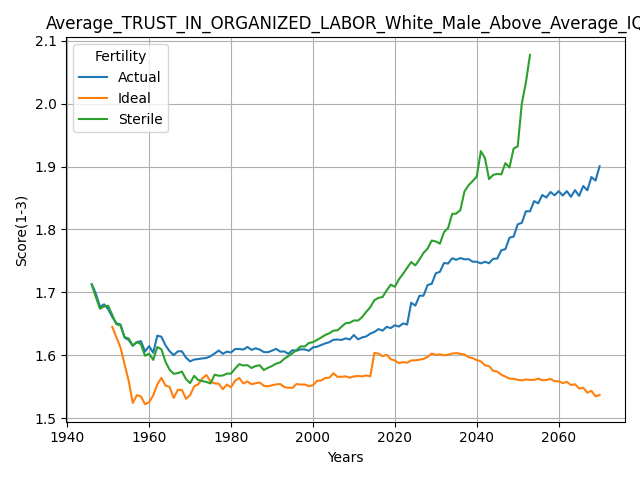 Average_TRUST_IN_ORGANIZED_LABOR_White_Male_Above_Average_IQ
Fertility
Actual
Ideal
Sterile
Score(1-3)
2.1
2.0
1.9
1.8
1.7
1.6
1.5
1940 1960 1980 2000 2020 2040 2060
Years